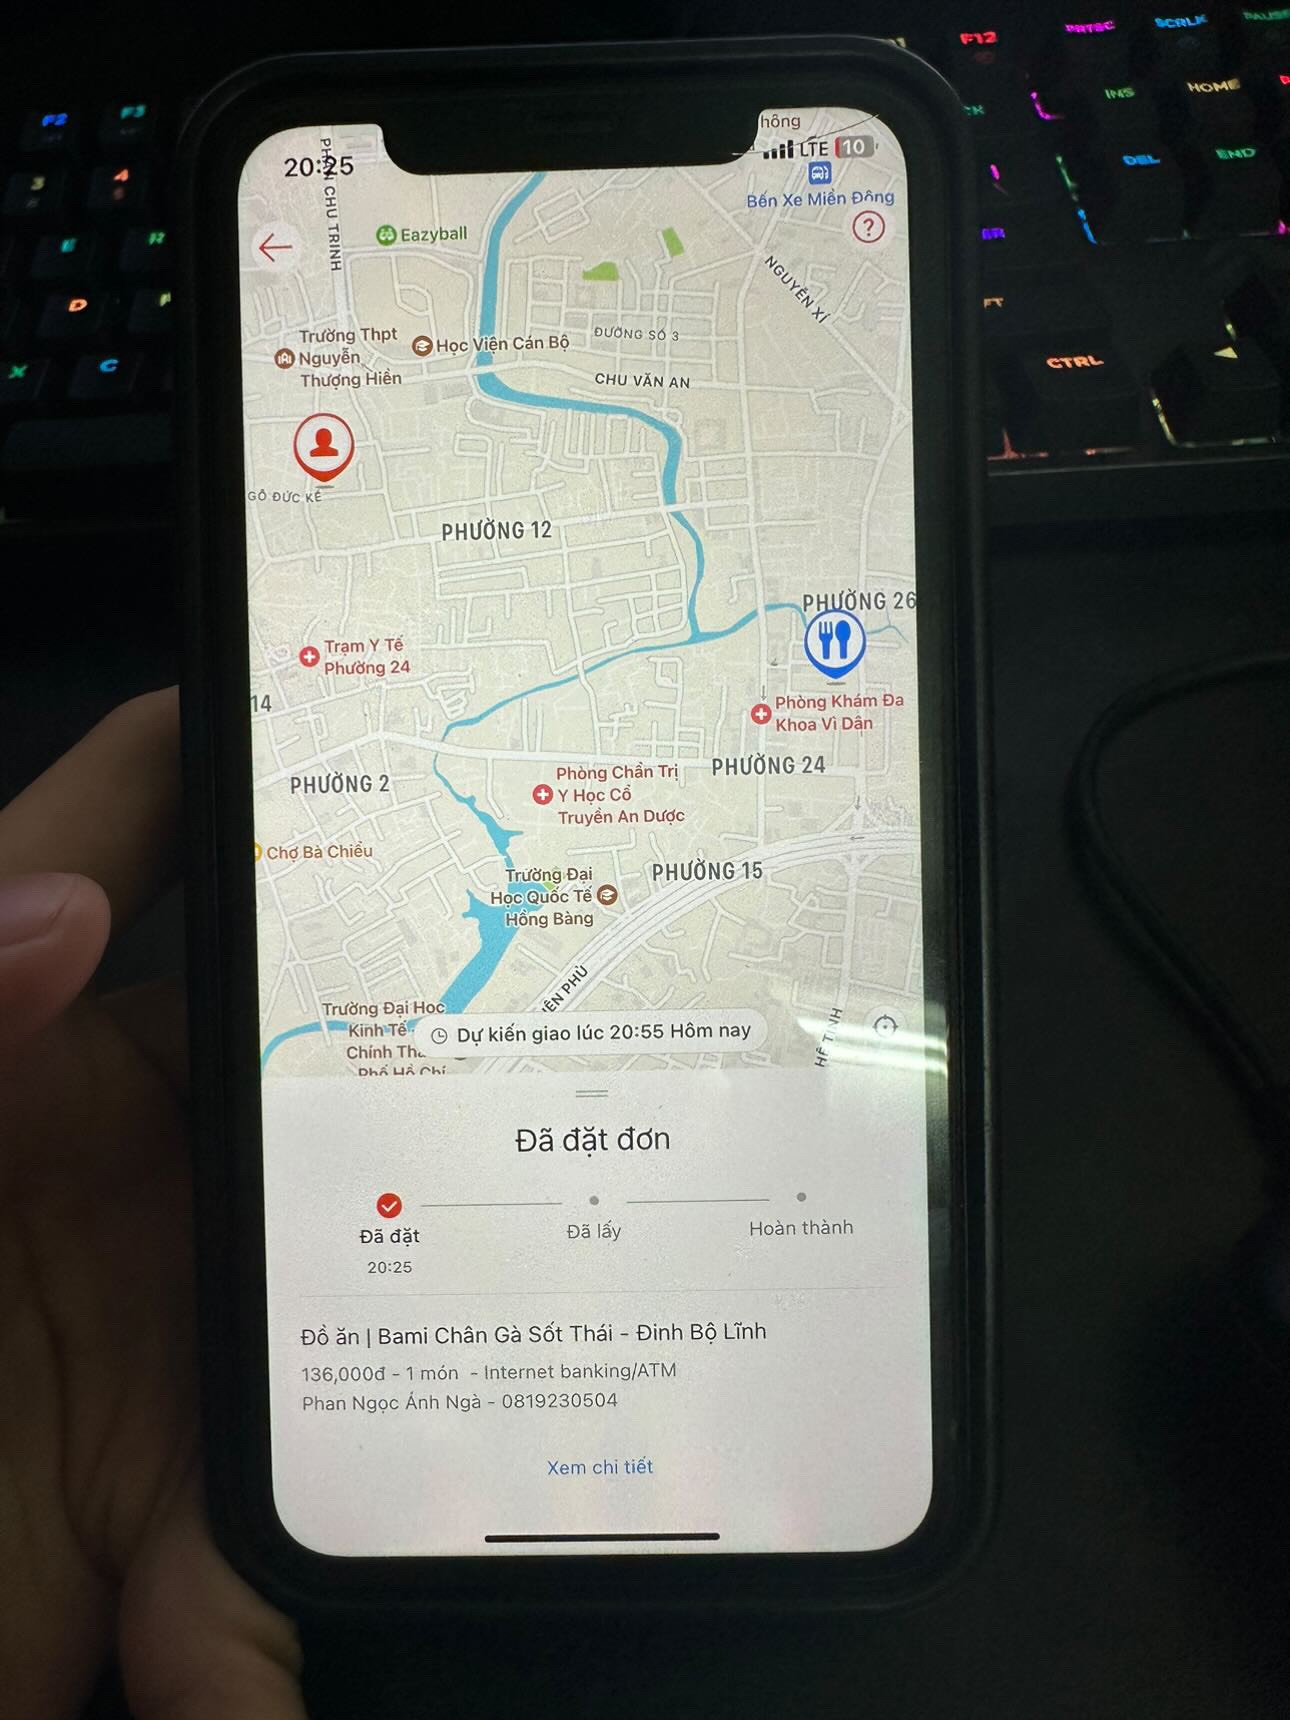 F12
PRTSC
SCRLK
PAUSE
F2
F3
INS
HOME
3
4
DEL
END
E
R
D
F
X
C
CTRL
hông
20:25
LTE 10
Bến Xe Miền Đông
PHAN CHU TRINH
Eazyball
?
NGUYỄN XÍ
Trường Thpt
Nguyễn
Thượng Hiền
Học Viện Cán Bộ
ĐƯỜNG SỐ 3
CHU VĂN AN
GÔ ĐỨC KẾ
PHƯỜNG 12
PHƯỜNG 26
Trạm Y Tế
Phường 24
14
Phòng Khám Đa
Khoa Vì Dân
PHƯỜNG 2
PHƯỜNG 24
Phòng Chẩn Trị
Y Học Cổ
Truyền An Dược
Chợ Bà Chiểu
PHƯỜNG 15
Trường Đại
Học Quốc Tế
Hồng Bàng
IÊN PHỦ
Trường Đại Học
Kinh Tế -
Chính
Phố Hồ Chí
HỆ TĨNH
Dự kiến giao lúc 20:55 Hôm nay
Đã đặt đơn
Đã đặt
Đã lấy
Hoàn thành
20:25
Đồ ăn | Bami Chân Gà Sốt Thái - Đinh Bộ Lĩnh
136,000đ - 1 món - Internet banking/ATM
Phan Ngọc Ánh Ngà - 0819230504
Xem chi tiết